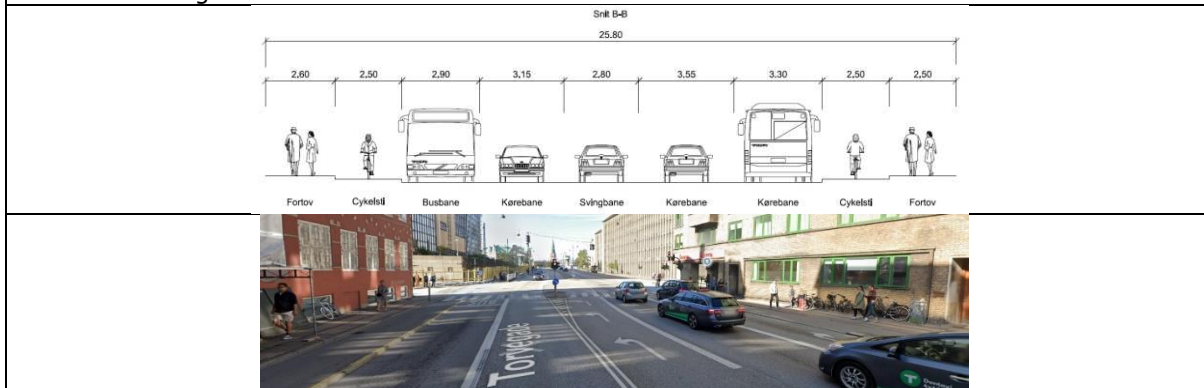 Snit B-B
25.80
2,60 2,50 2,90 3,15 2,80 3,55 3.30 2,50 2,50
Fortov Cykelsti Busbane Kørebane Svingbane Kørebane Kørebane Cykelsti Fortov
Torvegade